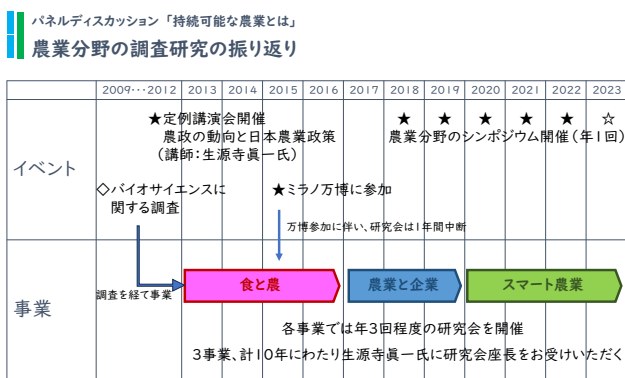 パネルディスカッション「持続可能な農業とは」
農業分野の調査研究の振り返り
2009…2012 2013 2014 2015 2016 2017 2018 2019 2020 2021 2022 2023
イベント
★定例講演会開催
農政の動向と日本農業政策
(講師:生源寺眞一氏)
★ ★ ★ ★ ★ ☆
農業分野のシンポジウム開催(年1回)
◇バイオサイエンスに
関する調査
★ミラノ万博に参加
万博参加に伴い、研究会は1年間中断
事業
調査を経て事業
食と農
農業と企業
スマート農業
各事業では年3回程度の研究会を開催
3事業、計10年にわたり生源寺眞一氏に研究会座長をお受けいただく